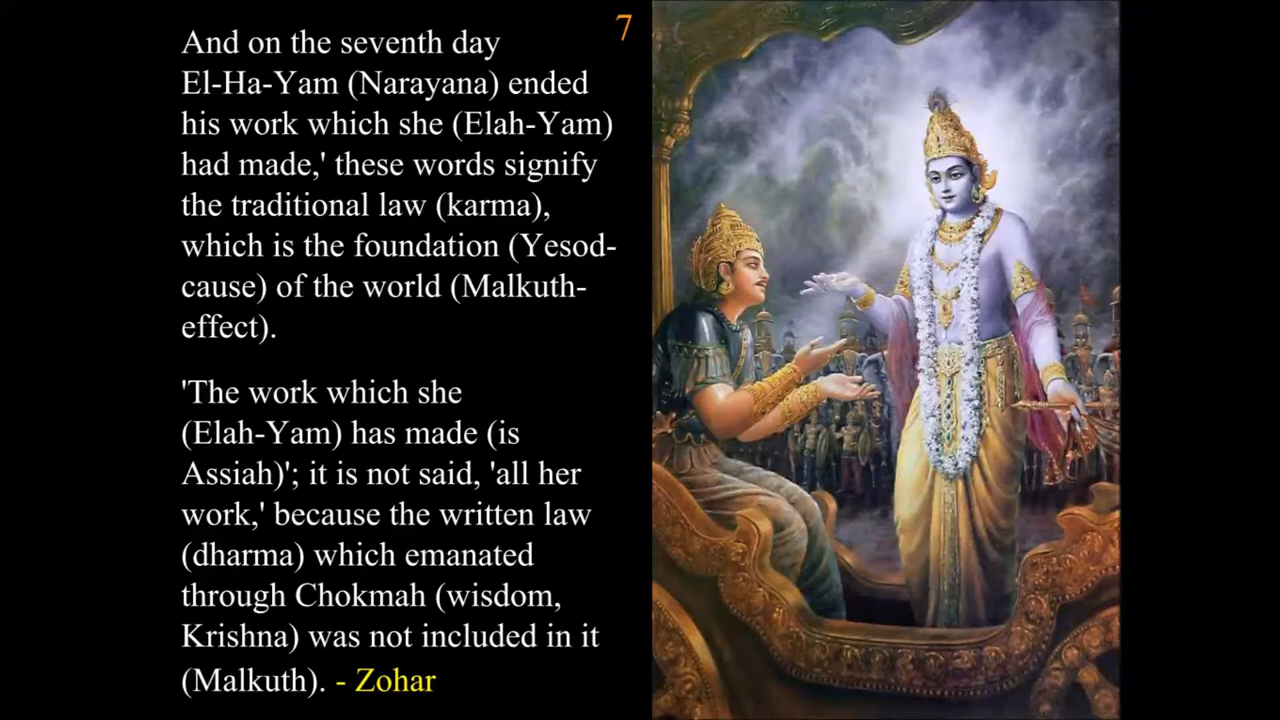 7
And on the seventh day
El-Ha-Yam (Narayana) ended
his work which she (Elah-Yam)
had made,' these words signify
the traditional law (karma),
which is the foundation (Yesod-
cause) of the world (Malkuth-
effect).
'The work which she
(Elah-Yam) has made (is
Assiah)'; it is not said, 'all her
work,' because the written law
(dharma) which emanated
through Chokmah (wisdom,
Krishna) was not included in it
(Malkuth). - Zohar